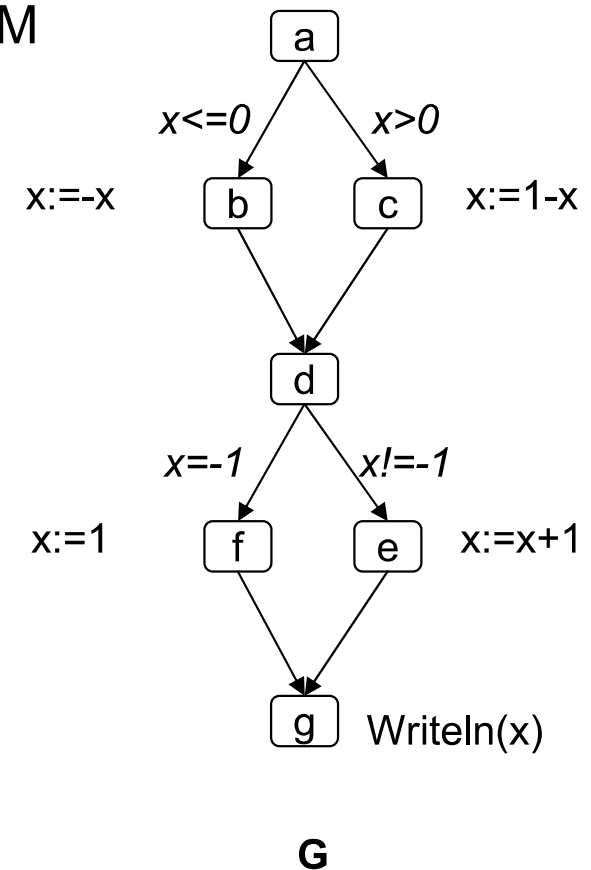 M
a
x<=0 x>0
x:=-x b c x:=1-x
d
x=-1 x!=-1
x:=1 f e x:=x+1
g Writeln(x)
G